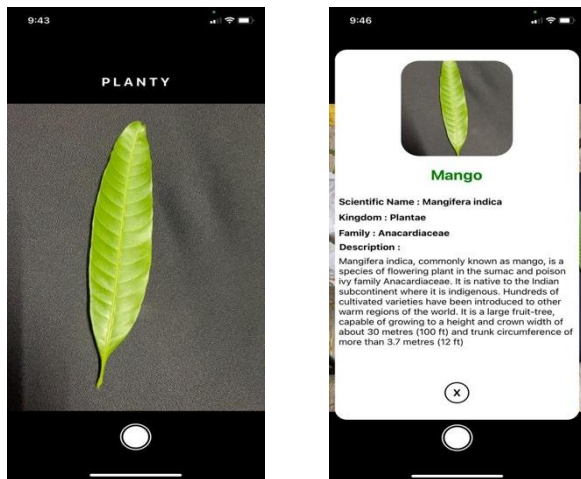 9:43
PLANTY
9:46
Mango
Scientific Name : Mangifera indica
Kingdom : Plantae
Family : Anacardiaceae
Description :
Mangifera indica, commonly known as mango, is a
species of flowering plant in the sumac and poison
ivy family Anacardiaceae. It is native to the Indian
subcontinent where it is indigenous. Hundreds of
cultivated varieties have been introduced to other
warm regions of the world. It is a large fruit-tree,
capable of growing to a height and crown width of
about 30 metres (100 ft) and trunk circumference of
more than 3.7 metres (12 ft)
X